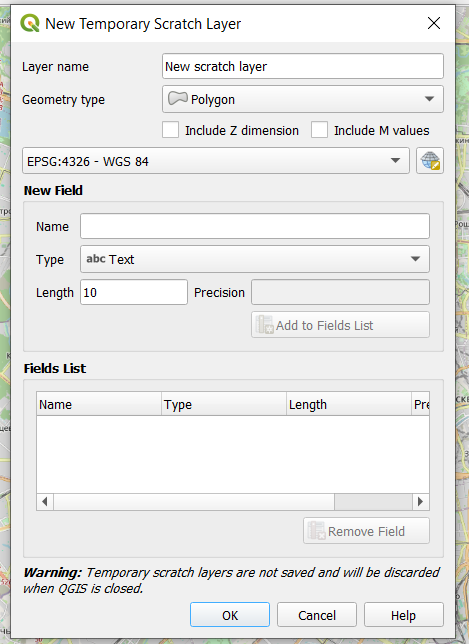 New Temporary Scratch Layer
Layer name New scratch layer
Geometry type Polygon
Include Z dimension Include M values
EPSG:4326 - WGS 84
New Field
Name
Type abc Text
Length 10 Precision
Add to Fields List
Fields List
Name Type Length Pre
Remove Field
Warning: Temporary scratch layers are not saved and will be discarded
when QGIS is closed.
OK Cancel Help